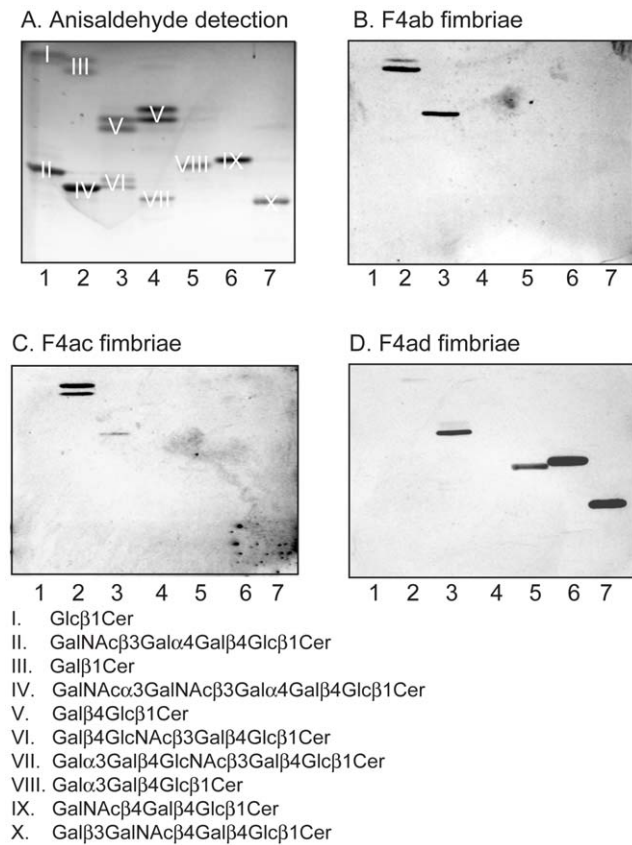 A. Anisaldehyde detection
I
III
V
V
II
IV
VI
VII
VIII
IX
X
1 2 3 4 5 6 7
B. F4ab fimbriae
1 2 3 4 5 6 7
C. F4ac fimbriae
1 2 3 4 5 6 7
D. F4ad fimbriae
1 2 3 4 5 6 7
I. Glcβ1Cer
II. GalNAcβ3Galα4Galβ4Glcβ1Cer
III. Galβ1Cer
IV. GalNAcα3GalNAcβ3Galα4Galβ4Glcβ1Cer
V. Galβ4Glcβ1Cer
VI. Galβ4GlcNAcβ3Galβ4Glcβ1Cer
VII. Galα3Galβ4GlcNAcβ3Galβ4Glcβ1Cer
VIII. Galα3Galβ4Glcβ1Cer
IX. GalNAcβ4Galβ4Glcβ1Cer
X. Galβ3GalNAcβ4Galβ4Glcβ1Cer